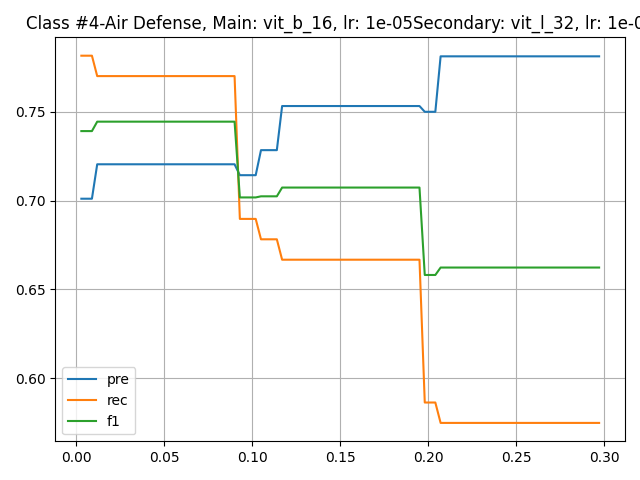 Class #4-Air Defense, Main: vit_b_16, lr: 1e-05Secondary: vit_l_32, lr: 1e-0
0.75
0.70
0.65
0.60
pre
rec
f1
0.00 0.05 0.10 0.15 0.20 0.25 0.30